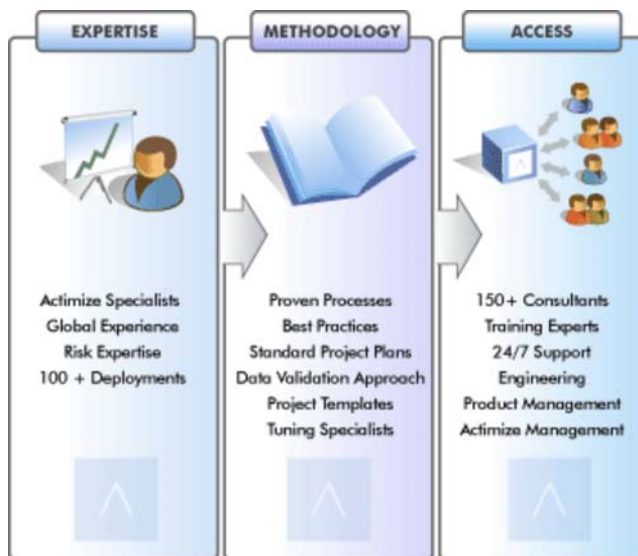 EXPERTISE
Actimize Specialists
Global Experience
Risk Expertise
100 + Deployments
METHODOLOGY
Proven Processes
Best Practices
Standard Project Plans
Data Validation Approach
Project Templates
Tuning Specialists
ACCESS
150+ Consultants
Training Experts
24/7 Support
Engineering
Product Management
Actimize Management